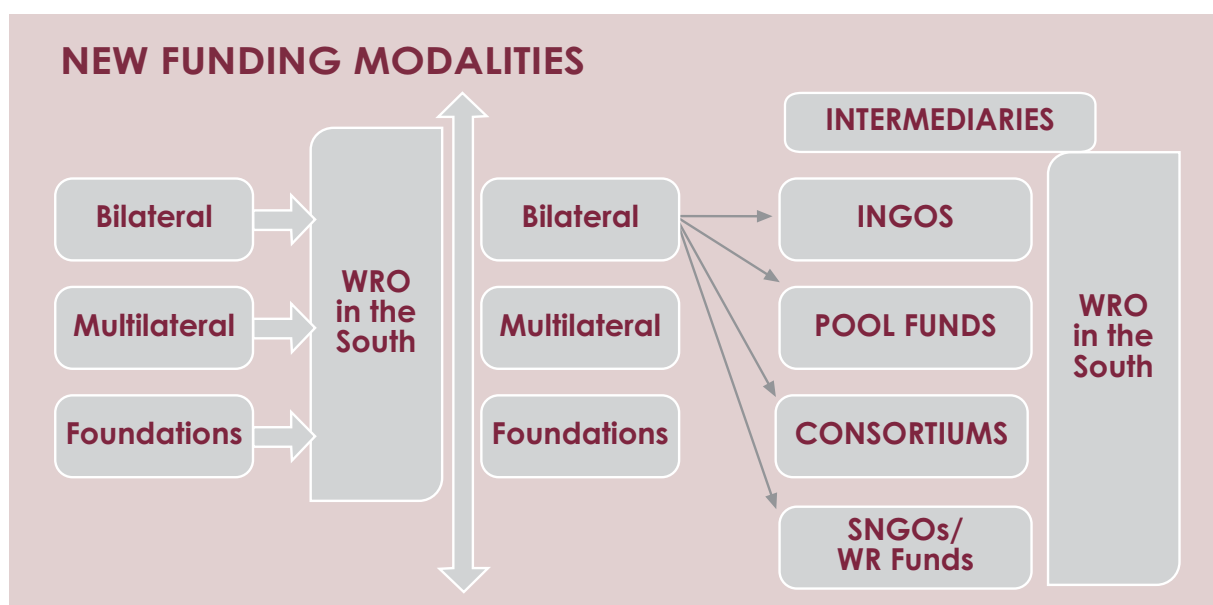 NEW FUNDING MODALITIES
Bilateral
Multilateral
Foundations
WRO
in the
South
Bilateral
Multilateral
Foundations
INTERMEDIARIES
INGOS
POOL FUNDS
CONSORTIUMS
SNGOs/
WR Funds
WRO
in the
South